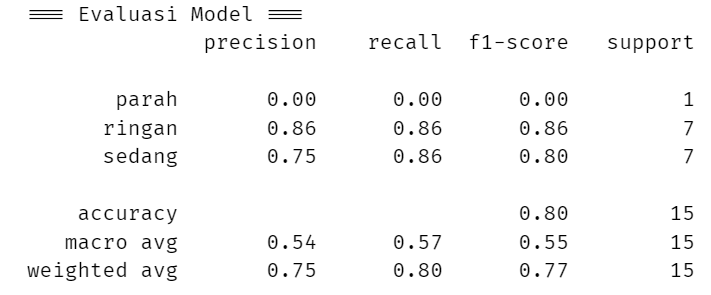 === Evaluasi Model ===
precision recall f1-score support
parah 0.00 0.00 0.00 1
ringan 0.86 0.86 0.86 7
sedang 0.75 0.86 0.80 7
accuracy 0.80 15
macro avg 0.54 0.57 0.55 15
weighted avg 0.75 0.80 0.77 15